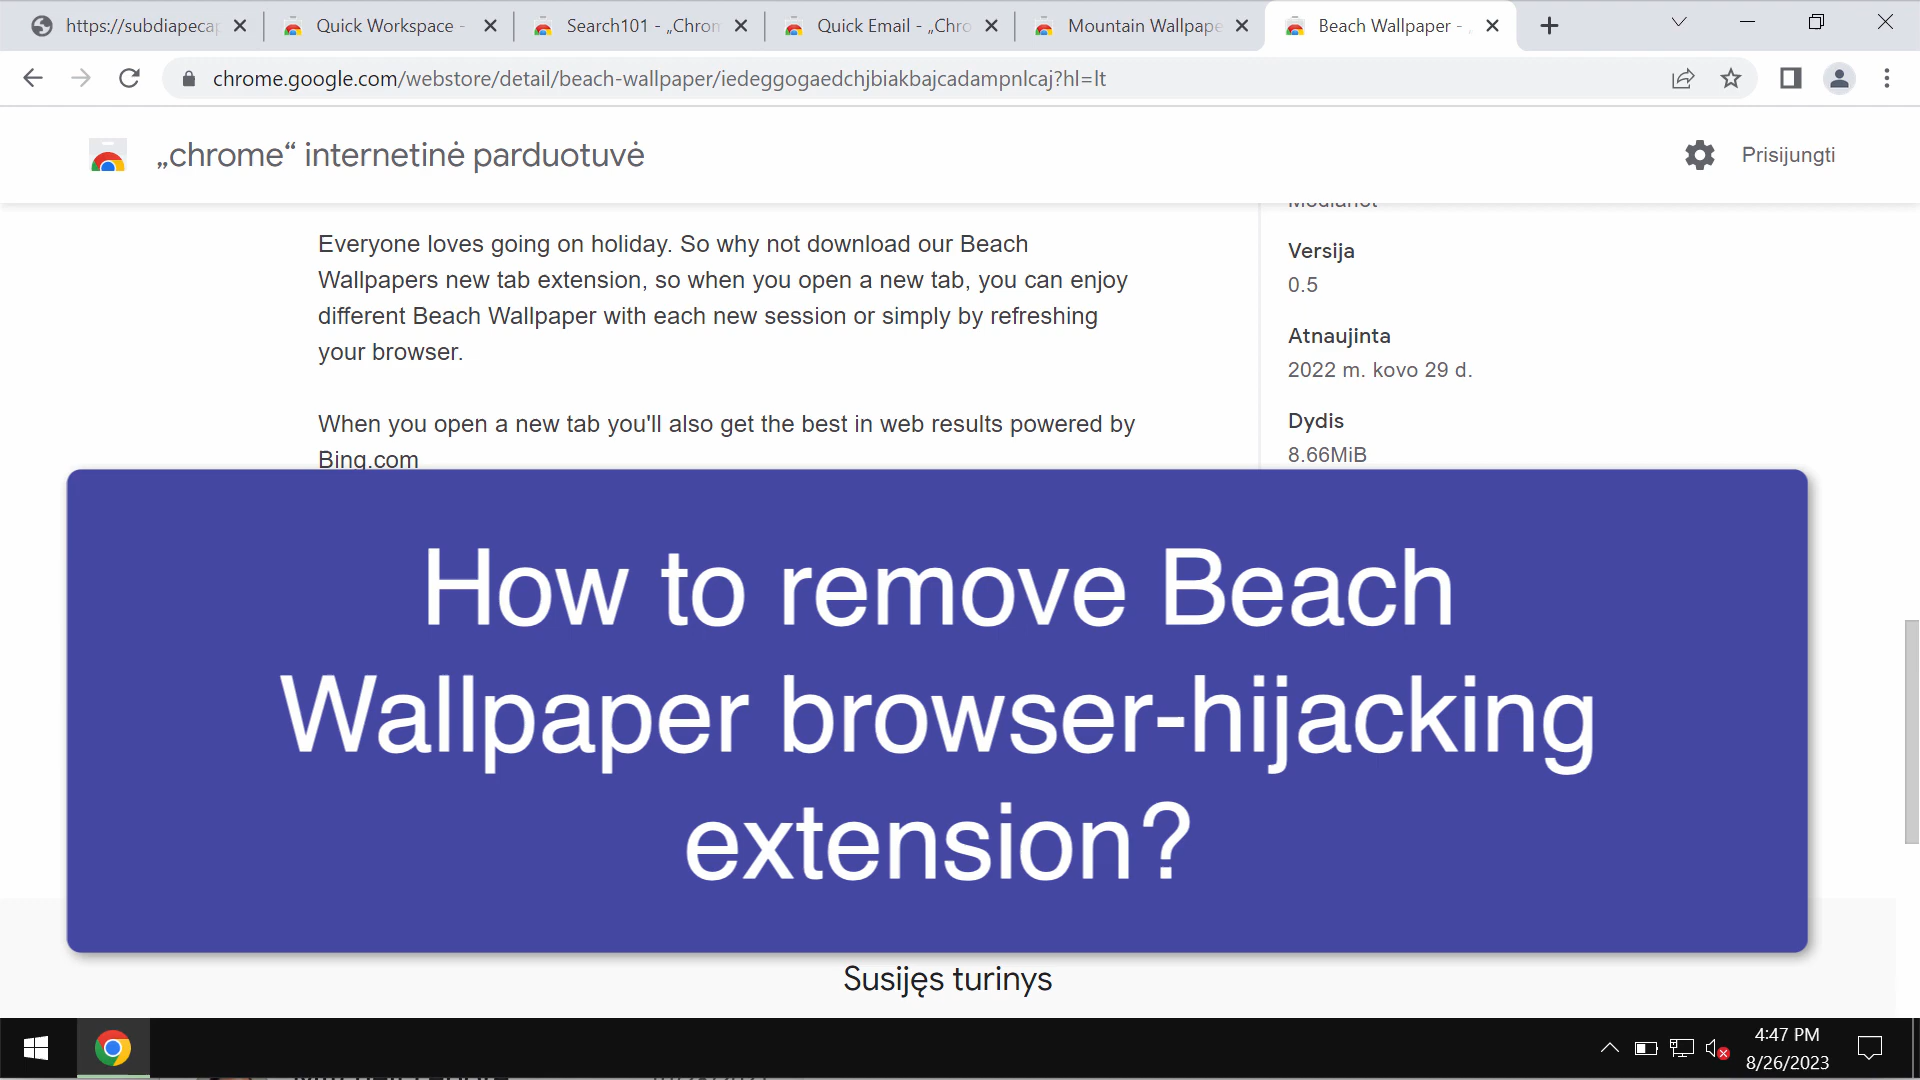 https://subdiapecap
Quick Workspace -
Search101 - „Chrom
Quick Email - „Chro
Mountain Wallpape
Beach Wallpaper -
chrome.google.com/webstore/detail/beach-wallpaper/iedeggogaedchjbiakbajcadampnlcaj?hl=lt
„chrome“ internetinė parduotuvė
Prisijungti
Everyone loves going on holiday. So why not download our Beach
Wallpapers new tab extension, so when you open a new tab, you can enjoy
different Beach Wallpaper with each new session or simply by refreshing
your browser.
When you open a new tab you'll also get the best in web results powered by
Bing.com
Versija
0.5
Atnaujinta
2022 m. kovo 29 d.
Dydis
8.66MiB
How to remove Beach
Wallpaper browser-hijacking
extension?
Susijęs turinys
4:47 PM
8/26/2023